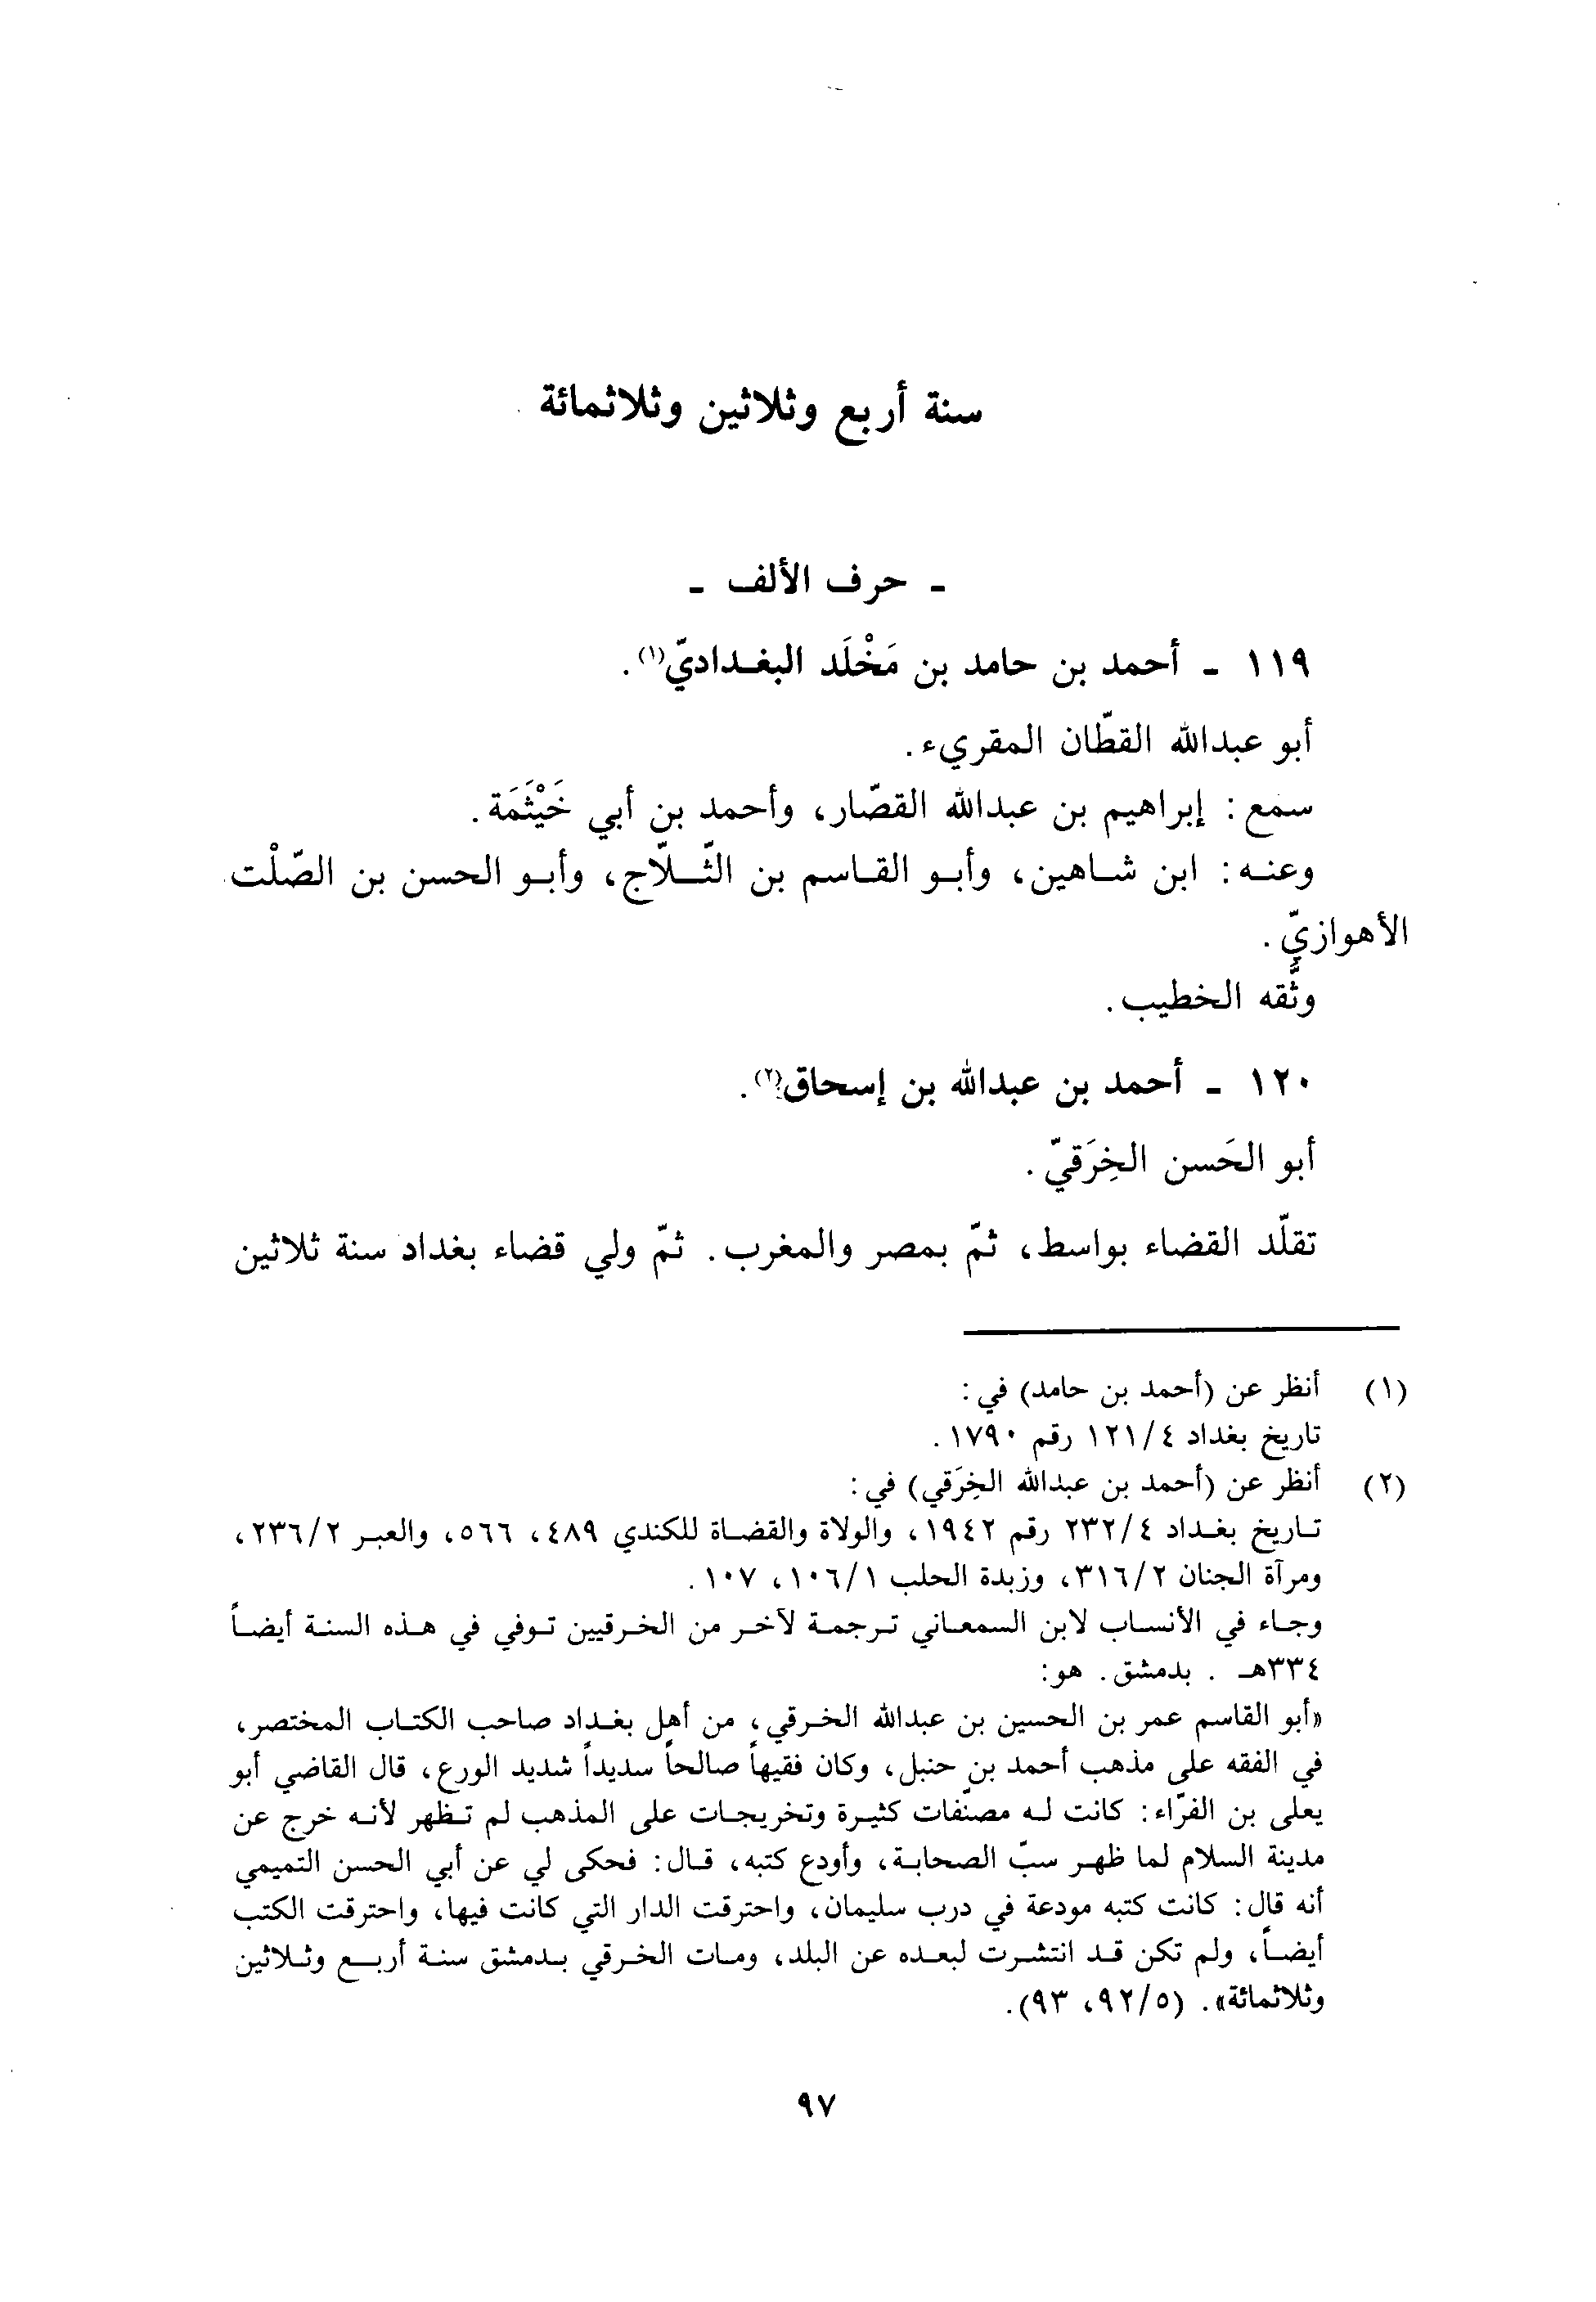 سنة أربع وثلاثين وثلاثمائة
- حرف الألف -
١١٩ - أحمد بن حامد بن مَخْلَد البغداديّ(١).
أبو عبدالله القطّان المقريء.
سمع: إبراهيم بن عبدالله القصّار، وأحمد بن أبي خَيْثَمَة.
وعنه: ابن شاهين، وأبو القاسم بن الثّلّاج، وأبو الحسن بن الصّلْت
الأهوازيّ.
وثَّقه الخطيب.
١٢٠ - أحمد بن عبدالله بن إسحاق(٢).
أبو الحَسن الخِرَقيّ.
تقلّد القضاء بواسط، ثمّ بمصر والمغرب. ثمّ ولي قضاء بغداد سنة ثلاثين
(١) أنظر عن (أحمد بن حامد) في:
تاريخ بغداد ١٢١/٤ رقم ١٧٩٠.
(٢) أنظر عن (أحمد بن عبدالله الخِرَقي) في:
تاريخ بغداد ٢٣٢/٤ رقم ١٩٤٢، والولاة والقضاة للكندي ٤٨٩، ٥٦٦، والعبر ٢٣٦/٢،
ومرآة الجنان ٣١٦/٢، وزبدة الحلب ١٠٦/١، ١٠٧.
وجاء في الأنساب لابن السمعاني ترجمة لآخر من الخرقيين توفي في هذه السنة أيضاً
٣٣٤هـ . بدمشق. هو:
«أبو القاسم عمر بن الحسين بن عبدالله الخرقي، من أهل بغداد صاحب الكتاب المختصر،
في الفقه على مذهب أحمد بن حنبل، وكان فقيهاً صالحاً سديداً شديد الورع، قال القاضي أبو
يعلى بن الفرّاء: كانت له مصنّفات كثيرة وتخريجات على المذهب لم تظهر لأنه خرج عن
مدينة السلام لما ظهر سبّ الصحابة، وأودع كتبه، قال: فحكى لي عن أبي الحسن التميمي
أنه قال: كانت كتبه مودعة في درب سليمان، واحترقت الدار التي كانت فيها، واحترقت الكتب
أيضاً، ولم تكن قد انتشرت لبعده عن البلد، ومات الخرقي بدمشق سنة أربع وثلاثين
وثلاثمائة». (٩٢/٥، ٩٣).
٩٧